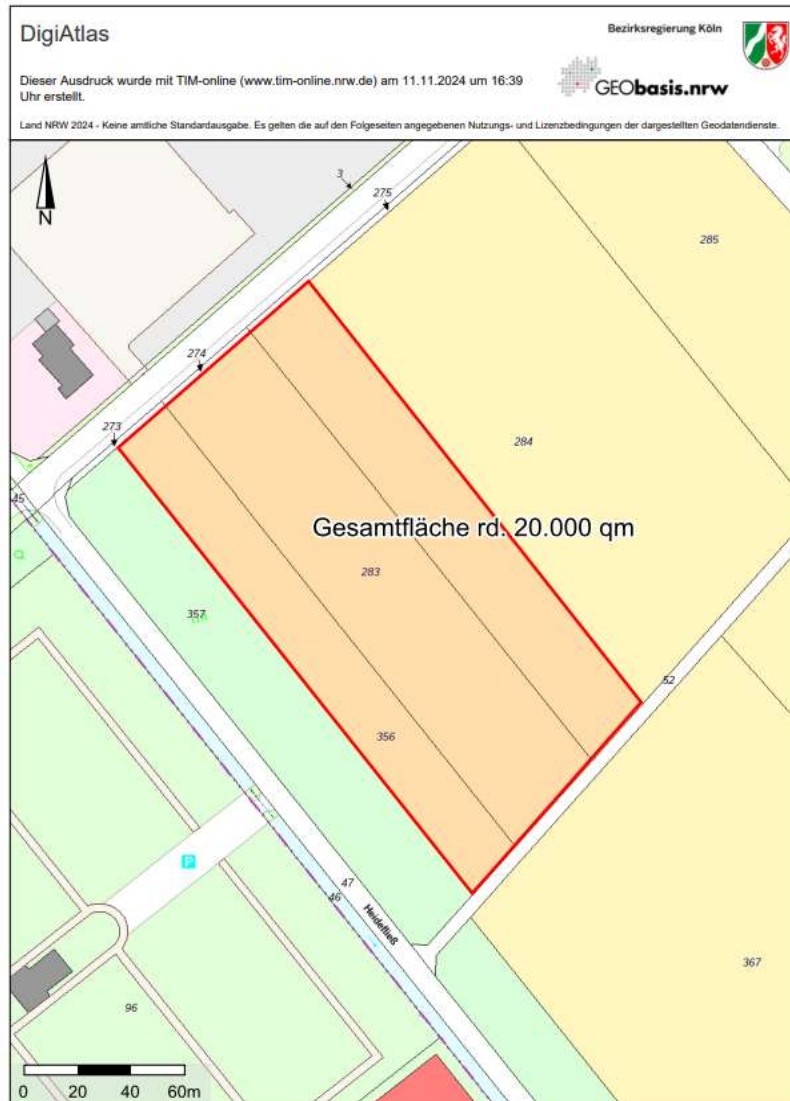 DigiAtlas
Bezirksregierung Köln
Dieser Ausdruck wurde mit TIM-online (www.tim-online.nrw.de) am 11.11.2024 um 16:39
Uhr erstellt.
GEObasis.nrw
Land NRW 2024 - Keine amtliche Standardausgabe. Es gelten die auf den Folgeseiten angegebenen Nutzungs- und Lizenzbedingungen der dargestellten Geodatendienste.
N
3
275
285
274
273
284
45
Gesamtfläche rd. 20.000 qm
283
357
52
356
P
47
46
Heidefließ
367
96
0 20 40 60m